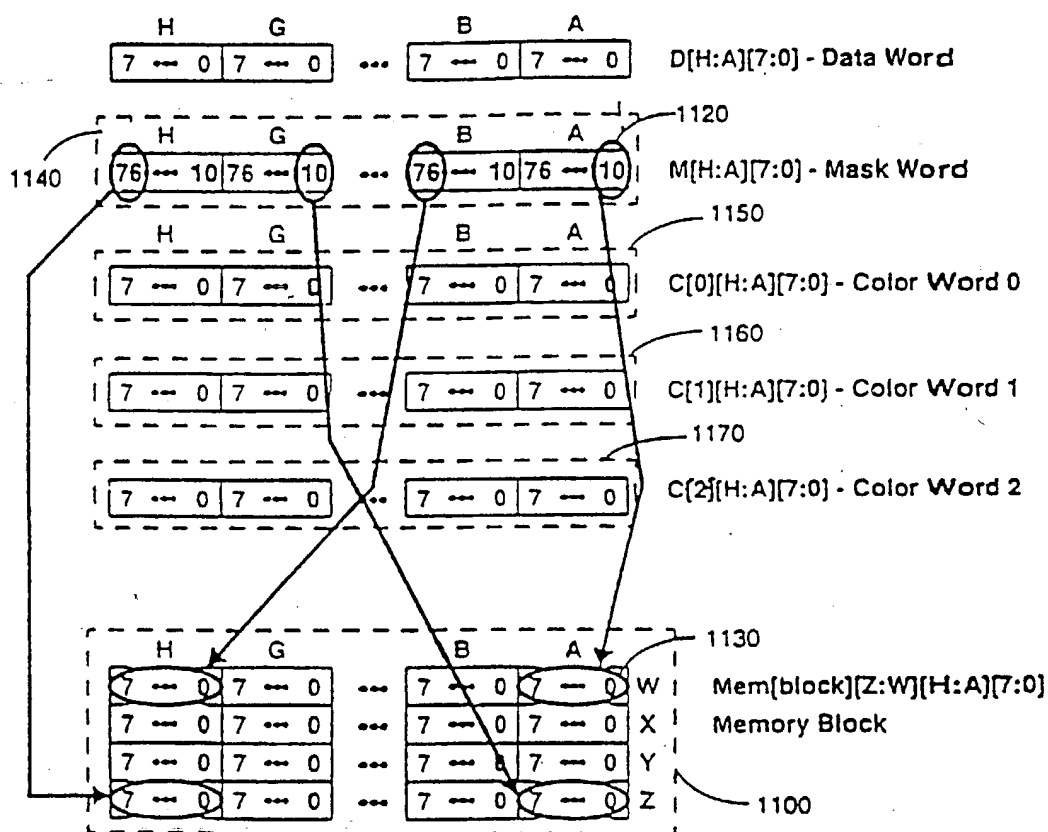 H G B A
7 ••• 0 7 ••• 0 ••• 7 ••• 0 7 ••• 0 D[H:A][7:0] - Data Word
1120
H G B A
1140 76 ••• 10 76 ••• 10 ••• 76 ••• 10 76 ••• 10 M[H:A][7:0] - Mask Word
1150
H G B A
7 ••• 0 7 ••• 0 ••• 7 ••• 0 7 ••• 0 C[0][H:A][7:0] - Color Word 0
1160
7 ••• 0 7 ••• 0 ••• 7 ••• 0 7 ••• 0 C[1][H:A][7:0] - Color Word 1
1170
7 ••• 0 7 ••• 0 ••• 7 ••• 0 7 ••• 0 C[2][H:A][7:0] - Color Word 2
H G B A 1130
7 ••• 0 7 ••• 0 ••• 7 ••• 0 7 ••• 0 W Mem[block][Z:W][H:A][7:0]
7 ••• 0 7 ••• 0 ••• 7 ••• 0 7 ••• 0 X Memory Block
7 ••• 0 7 ••• 0 ••• 7 ••• 0 7 ••• 0 Y
7 ••• 0 7 ••• 0 ••• 7 ••• 0 7 ••• 0 Z 1100